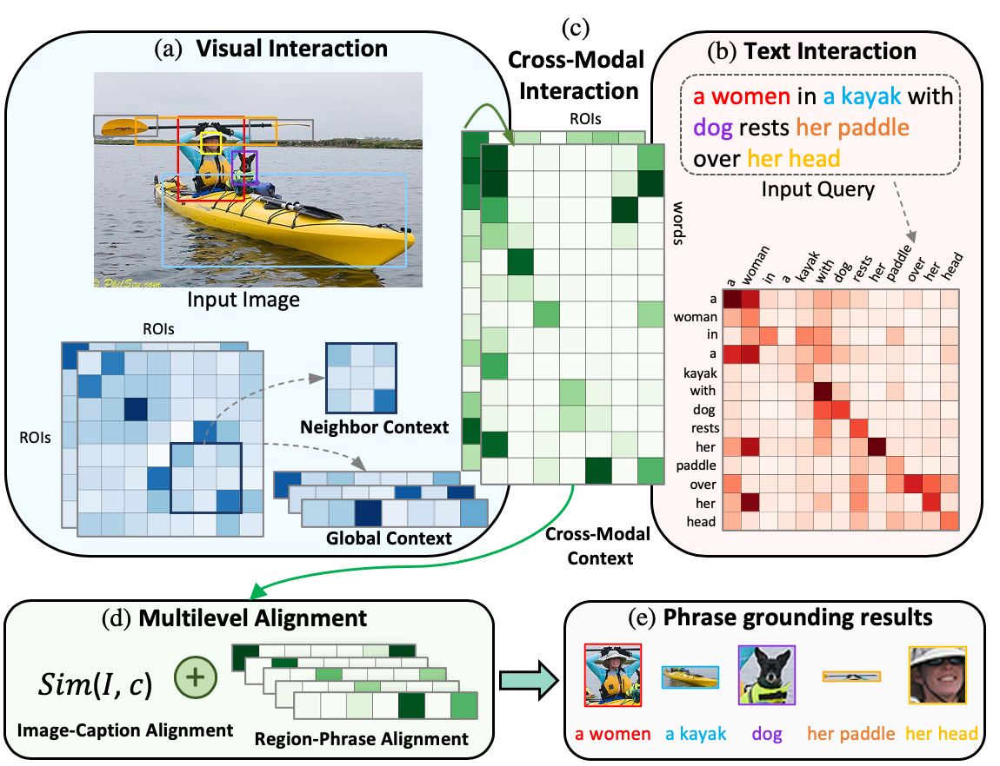 (a) Visual Interaction
© PhilSey.com
Input Image
ROIs
ROIs
Neighbor Context
Global Context
(c)
Cross-Modal
Interaction
ROIs
words
Cross-Modal
Context
(b) Text Interaction
a women in a kayak with
dog rests her paddle
over her head
Input Query
a woman in a kayak with dog rests her paddle over her head
a
woman
in
a
kayak
with
dog
rests
her
paddle
over
her
head
(d) Multilevel Alignment
Sim(I, c) +
Image-Caption Alignment
Region-Phrase Alignment
(e) Phrase grounding results
a women a kayak dog her paddle her head